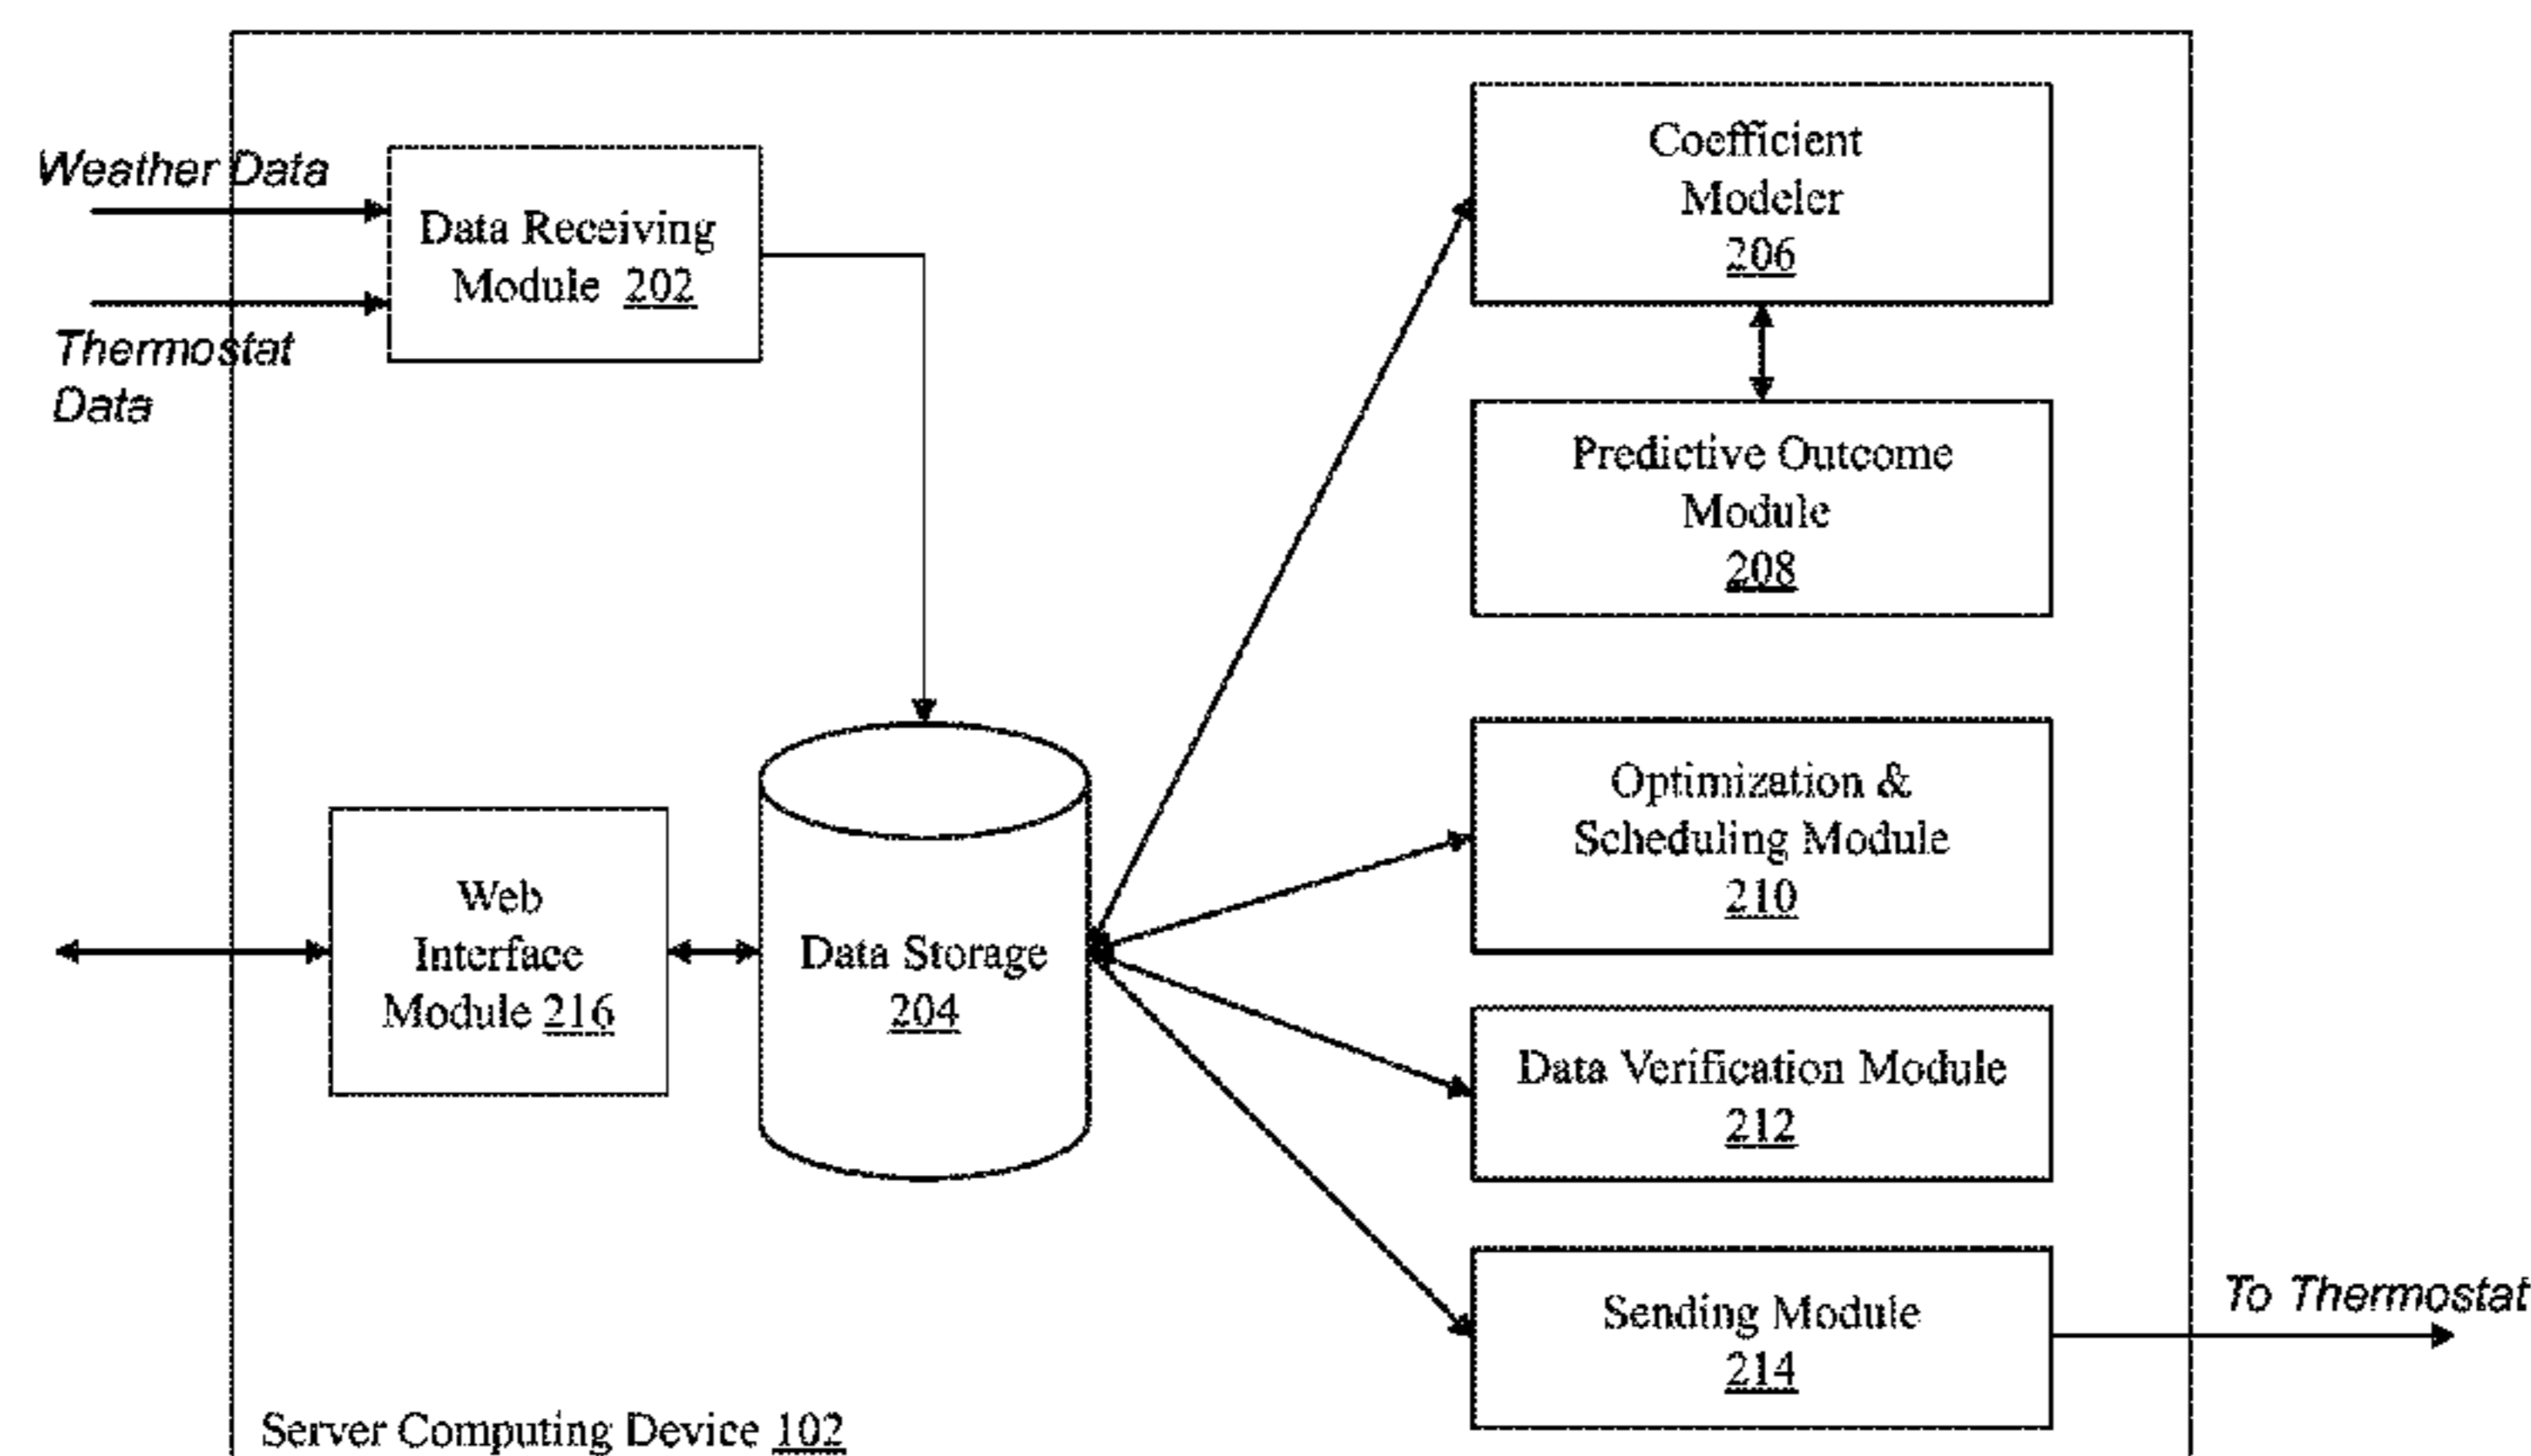 Weather Data
Thermostat
Data
Data Receiving
Module 202
Coefficient
Modeler
206
Predictive Outcome
Module
208
Optimization &
Scheduling Module
210
Web
Interface
Module 216
Data Storage
204
Data Verification Module
212
Sending Module
214
To Thermostat
Server Computing Device 102